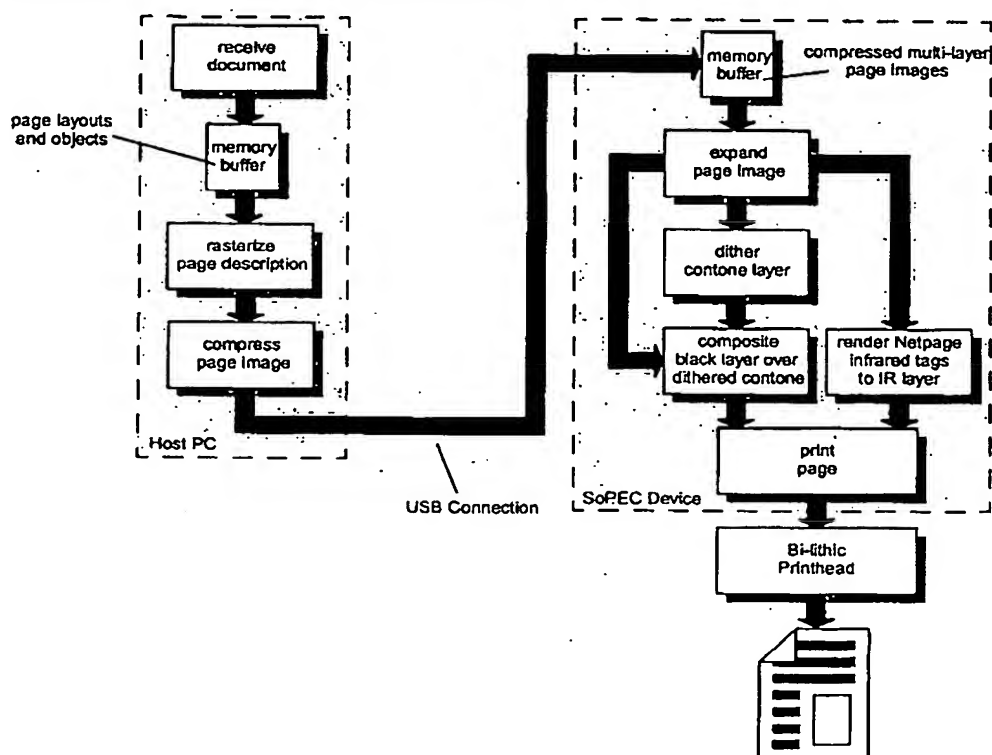 receive
document
page layouts
and objects
memory
buffer
rasterize
page description
compress
page image
Host PC
USB Connection
memory
buffer
compressed multi-layer
page images
expand
page image
dither
contone layer
composite
black layer over
dithered contone
render Netpage
infrared tags
to IR layer
print
page
SoPEC Device
Bi-lithic
Printhead